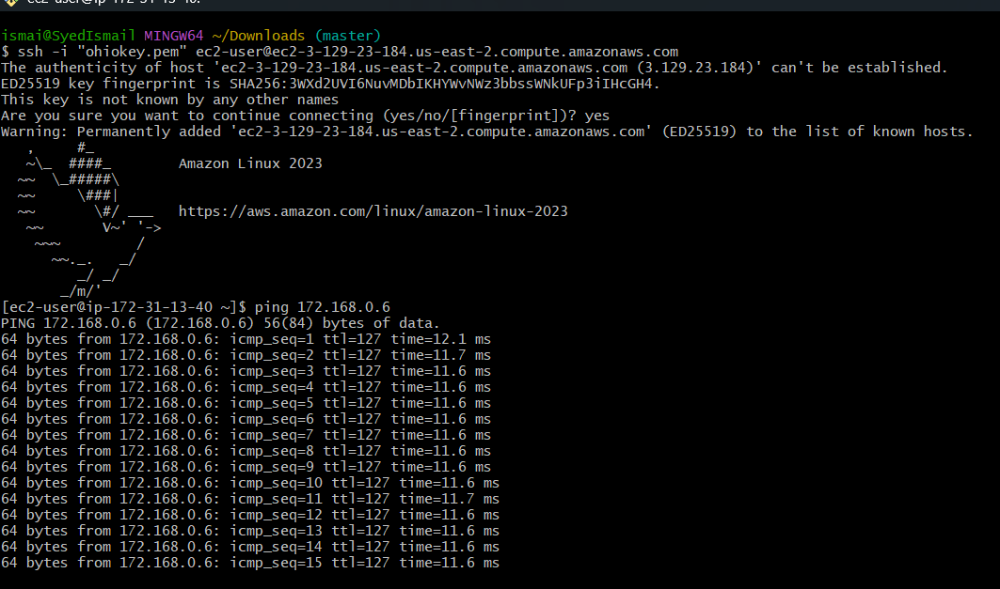 ec2-user@ip-172-31-13-40:
ismai@SyedIsmail MINGW64 ~/Downloads (master)
$ ssh -i "ohiokey.pem" ec2-user@ec2-3-129-23-184.us-east-2.compute.amazonaws.com
The authenticity of host 'ec2-3-129-23-184.us-east-2.compute.amazonaws.com (3.129.23.184)' can't be established.
ED25519 key fingerprint is SHA256:3WXd2UVI6NuvMDbIKHYWvNWz3bbssWNkUFp3iIHcGH4.
This key is not known by any other names
Are you sure you want to continue connecting (yes/no/[fingerprint])? yes
Warning: Permanently added 'ec2-3-129-23-184.us-east-2.compute.amazonaws.com' (ED25519) to the list of known hosts.
   ,     #_
   ~\_  ####_        Amazon Linux 2023
  ~~  \_#####\
  ~~     \###|
  ~~       \#/ ___   https://aws.amazon.com/linux/amazon-linux-2023
   ~~       V~' '->
    ~~~         /
      ~~._.   _/
         _/ _/
       _/m/'
[ec2-user@ip-172-31-13-40 ~]$ ping 172.168.0.6
PING 172.168.0.6 (172.168.0.6) 56(84) bytes of data.
64 bytes from 172.168.0.6: icmp_seq=1 ttl=127 time=12.1 ms
64 bytes from 172.168.0.6: icmp_seq=2 ttl=127 time=11.7 ms
64 bytes from 172.168.0.6: icmp_seq=3 ttl=127 time=11.6 ms
64 bytes from 172.168.0.6: icmp_seq=4 ttl=127 time=11.6 ms
64 bytes from 172.168.0.6: icmp_seq=5 ttl=127 time=11.6 ms
64 bytes from 172.168.0.6: icmp_seq=6 ttl=127 time=11.6 ms
64 bytes from 172.168.0.6: icmp_seq=7 ttl=127 time=11.6 ms
64 bytes from 172.168.0.6: icmp_seq=8 ttl=127 time=11.6 ms
64 bytes from 172.168.0.6: icmp_seq=9 ttl=127 time=11.6 ms
64 bytes from 172.168.0.6: icmp_seq=10 ttl=127 time=11.6 ms
64 bytes from 172.168.0.6: icmp_seq=11 ttl=127 time=11.7 ms
64 bytes from 172.168.0.6: icmp_seq=12 ttl=127 time=11.6 ms
64 bytes from 172.168.0.6: icmp_seq=13 ttl=127 time=11.6 ms
64 bytes from 172.168.0.6: icmp_seq=14 ttl=127 time=11.6 ms
64 bytes from 172.168.0.6: icmp_seq=15 ttl=127 time=11.6 ms